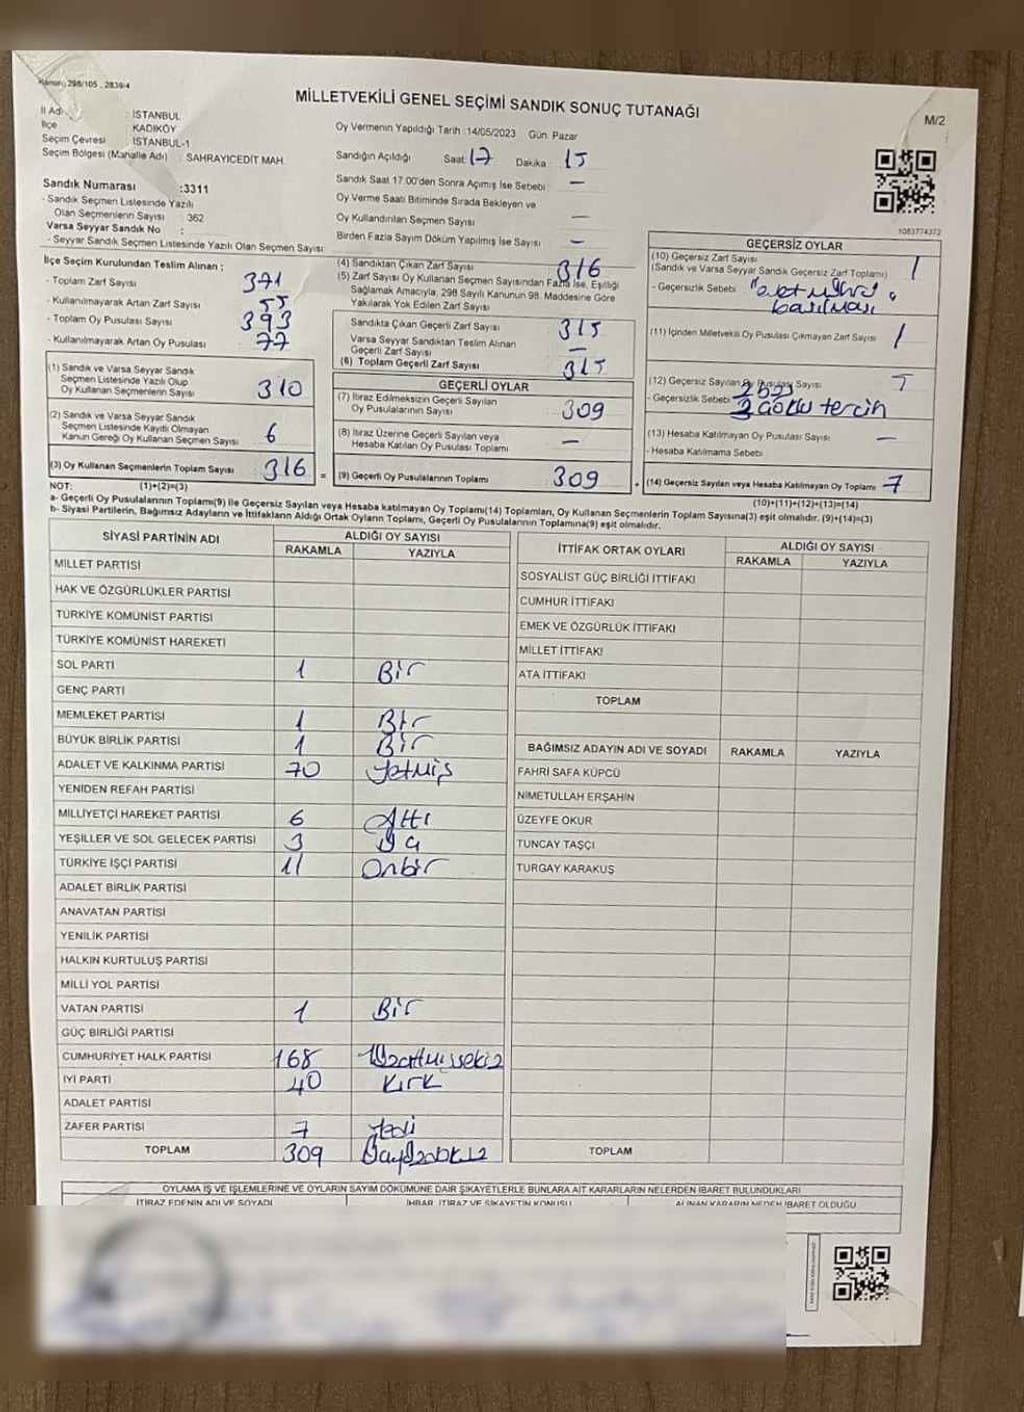 Kanun: 298/105, 2839/4
MİLLETVEKİLİ GENEL SEÇİMİ SANDIK SONUÇ TUTANAĞI
M/2
İl Adı : İSTANBUL
İlçe : KADIKÖY
Seçim Çevresi : İSTANBUL-1
Seçim Bölgesi (Mahalle Adı) : SAHRAYICEDİT MAH.
Sandık Numarası :3311
- Sandık Seçmen Listesinde Yazılı
Olan Seçmenlerin Sayısı : 362
Varsa Seyyar Sandık No :
- Seyyar Sandık Seçmen Listesinde Yazılı Olan Seçmen Sayısı:
Oy Vermenin Yapıldığı Tarih :14/05/2023 Gün: Pazar
Sandığın Açıldığı Saat: 17 Dakika: 15
Sandık Saat 17.00'den Sonra Açılmış İse Sebebi: —
Oy Verme Saati Bitiminde Sırada Bekleyen ve
Oy Kullandırılan Seçmen Sayısı —
Birden Fazla Sayım Döküm Yapılmış İse Sayısı —
1083774372
İlçe Seçim Kurulundan Teslim Alınan :
- Toplam Zarf Sayısı 371
- Kullanılmayarak Artan Zarf Sayısı 55
- Toplam Oy Pusulası Sayısı 393
- Kullanılmayarak Artan Oy Pusulası 77
(1) Sandık ve Varsa Seyyar Sandık
Seçmen Listesinde Yazılı Olup
Oy Kullanan Seçmenlerin Sayısı 310
(2) Sandık ve Varsa Seyyar Sandık
Seçmen Listesinde Kayıtlı Olmayan
Kanun Gereği Oy Kullanan Seçmen Sayısı 6
(3) Oy Kullanan Seçmenlerin Toplam Sayısı 316 =
(4) Sandıktan Çıkan Zarf Sayısı 316
(5) Zarf Sayısı Oy Kullanan Seçmen Sayısından Fazla İse, Eşitliği
Sağlamak Amacıyla, 298 Sayılı Kanunun 98. Maddesine Göre
Yakılarak Yok Edilen Zarf Sayısı
Sandıkta Çıkan Geçerli Zarf Sayısı 315
Varsa Seyyar Sandıktan Teslim Alınan
Geçerli Zarf Sayısı —
(6) Toplam Geçerli Zarf Sayısı 315
GEÇERLİ OYLAR
(7) İtiraz Edilmeksizin Geçerli Sayılan
Oy Pusulalarının Sayısı 309
(8) İtiraz Üzerine Geçerli Sayılan veya
Hesaba Katılan Oy Pusulası Toplamı —
(9) Geçerli Oy Pusulalarının Toplamı 309
GEÇERSİZ OYLAR
(10) Geçersiz Zarf Sayısı
(Sandık ve Varsa Seyyar Sandık Geçersiz Zarf Toplamı) 1
- Geçersizlik Sebebi
basılması
(11) İçinden Milletvekili Oy Pusulası Çıkmayan Zarf Sayısı 1
(12) Geçersiz Sayılan Oy Pusulası Sayısı 5
- Geçersizlik Sebebi
tercih
(13) Hesaba Katılmayan Oy Pusulası Sayısı —
- Hesaba Katılmama Sebebi
(14) Geçersiz Sayılan veya Hesaba Katılmayan Oy Toplamı 7
NOT: (1)+(2)=(3) (10)+(11)+(12)+(13)=(14)
a- Geçerli Oy Pusulalarının Toplamı(9) ile Geçersiz Sayılan veya Hesaba katılmayan Oy Toplamı(14) Toplamları, Oy Kullanan Seçmenlerin Toplam Sayısına(3) eşit olmalıdır. (9)+(14)=(3)
b- Siyasi Partilerin, Bağımsız Adayların ve İttifakların Aldığı Ortak Oyların Toplamı, Geçerli Oy Pusulalarının Toplamına(9) eşit olmalıdır.
SİYASİ PARTİNİN ADI ALDIĞI OY SAYISI
RAKAMLA YAZIYLA
MİLLET PARTİSİ
HAK VE ÖZGÜRLÜKLER PARTİSİ
TÜRKİYE KOMÜNİST PARTİSİ
TÜRKİYE KOMÜNİST HAREKETİ
SOL PARTİ 1 Bir
GENÇ PARTİ
MEMLEKET PARTİSİ 1 Bir
BÜYÜK BİRLİK PARTİSİ 1 Bir
ADALET VE KALKINMA PARTİSİ 70 Yetmiş
YENİDEN REFAH PARTİSİ
MİLLİYETÇİ HAREKET PARTİSİ 6 Altı
YEŞİLLER VE SOL GELECEK PARTİSİ 3 Üç
TÜRKİYE İŞÇİ PARTİSİ 11 Onbir
ADALET BİRLİK PARTİSİ
ANAVATAN PARTİSİ
YENİLİK PARTİSİ
HALKIN KURTULUŞ PARTİSİ
MİLLİ YOL PARTİSİ
VATAN PARTİSİ 1 Bir
GÜÇ BİRLİĞİ PARTİSİ
CUMHURİYET HALK PARTİSİ 168 Yüzaltmışsekiz
İYİ PARTİ 40 Kırk
ADALET PARTİSİ
ZAFER PARTİSİ 7 Yedi
TOPLAM 309 Üçyüzdokuz
İTTİFAK ORTAK OYLARI ALDIĞI OY SAYISI
RAKAMLA YAZIYLA
SOSYALİST GÜÇ BİRLİĞİ İTTİFAKI
CUMHUR İTTİFAKI
EMEK VE ÖZGÜRLÜK İTTİFAKI
MİLLET İTTİFAKI
ATA İTTİFAKI
TOPLAM
BAĞIMSIZ ADAYIN ADI VE SOYADI RAKAMLA YAZIYLA
FAHRİ SAFA KÜPCÜ
NİMETULLAH ERŞAHİN
ÜZEYFE OKUR
TUNCAY TAŞÇI
TURGAY KARAKUŞ
TOPLAM
OYLAMA İŞ VE İŞLEMLERİNE VE OYLARIN SAYIM DÖKÜMÜNE DAİR ŞİKAYETLERLE BUNLARA AİT KARARLARIN NELERDEN İBARET BULUNDUKLARI
İTİRAZ EDENİN ADI VE SOYADI İHBAR, İTİRAZ VE ŞİKAYETİN KONUSU ALINAN KARARIN NEDEN İBARET OLDUĞU